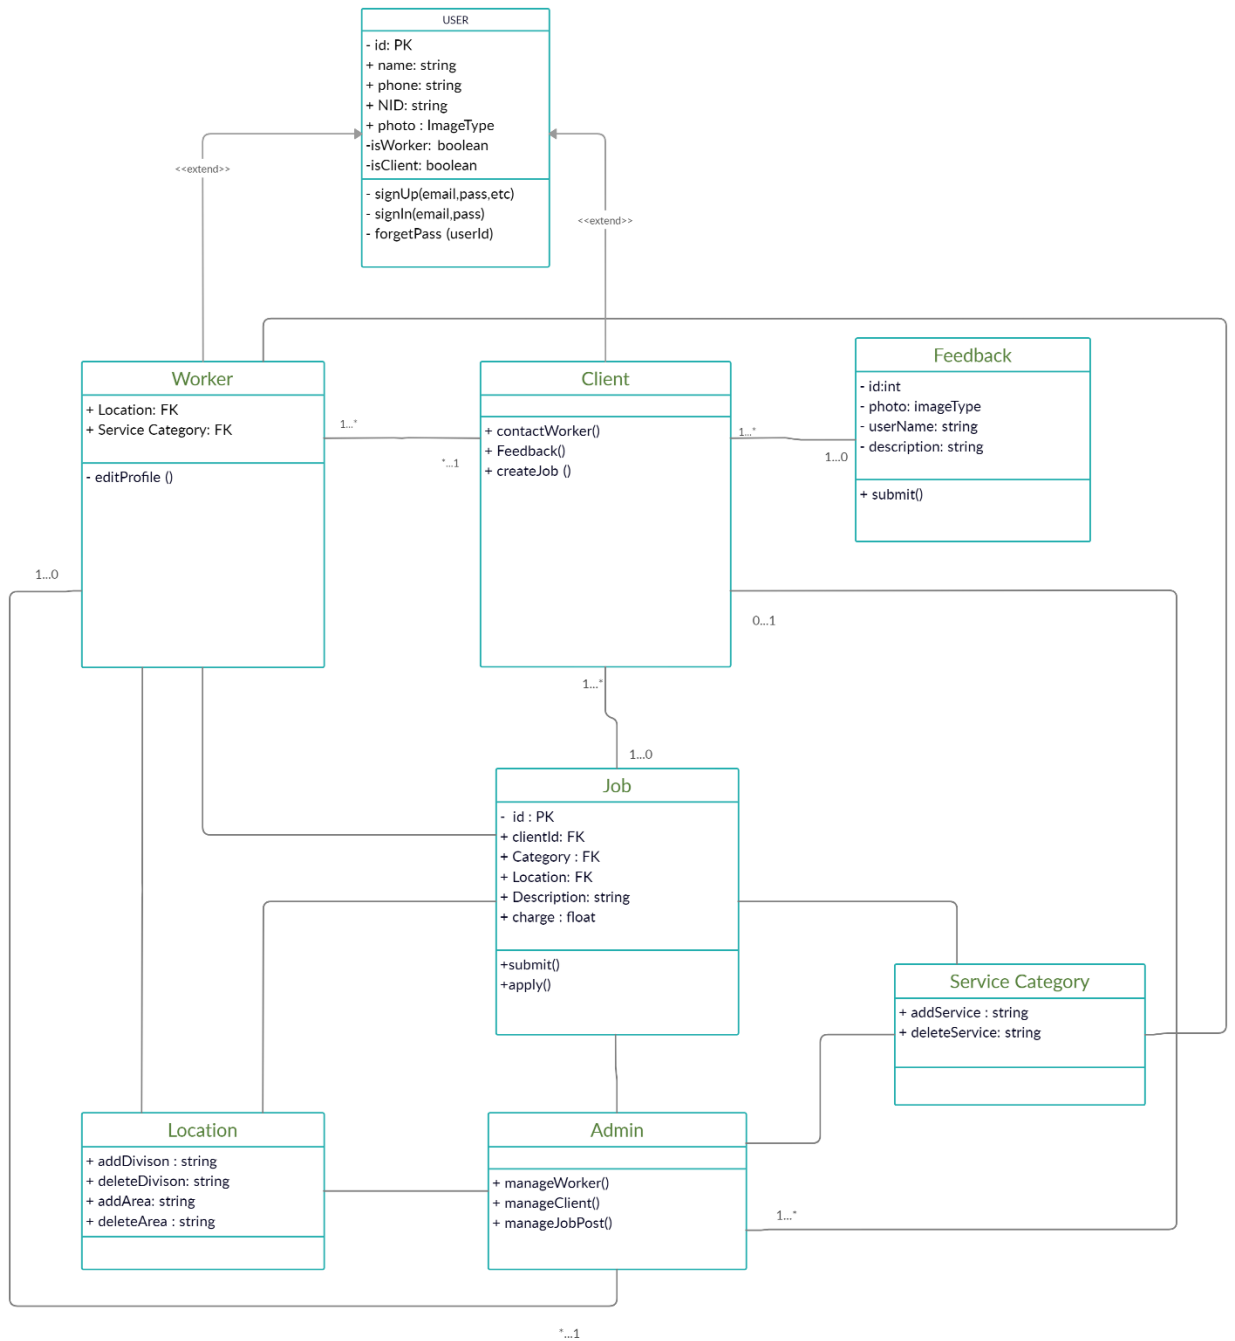 USER
- id: PK
+ name: string
+ phone: string
+ NID: string
+ photo : ImageType
-isWorker: boolean
-isClient: boolean
- signUp(email,pass,etc)
- signIn(email,pass)
- forgetPass (userId)
<<extend>>
<<extend>>
Worker
+ Location: FK
+ Service Category: FK
- editProfile ()
1...*
*...1
Client
+ contactWorker()
+ Feedback()
+ createJob ()
1...*
1...0
Feedback
- id:int
- photo: imageType
- userName: string
- description: string
+ submit()
1...0
0...1
1...*
1...0
Job
- id : PK
+ clientId: FK
+ Category : FK
+ Location: FK
+ Description: string
+ charge : float
+submit()
+apply()
Service Category
+ addService : string
+ deleteService: string
Location
+ addDivison : string
+ deleteDivison: string
+ addArea: string
+ deleteArea : string
Admin
+ manageWorker()
+ manageClient()
+ manageJobPost()
1...*
*...1